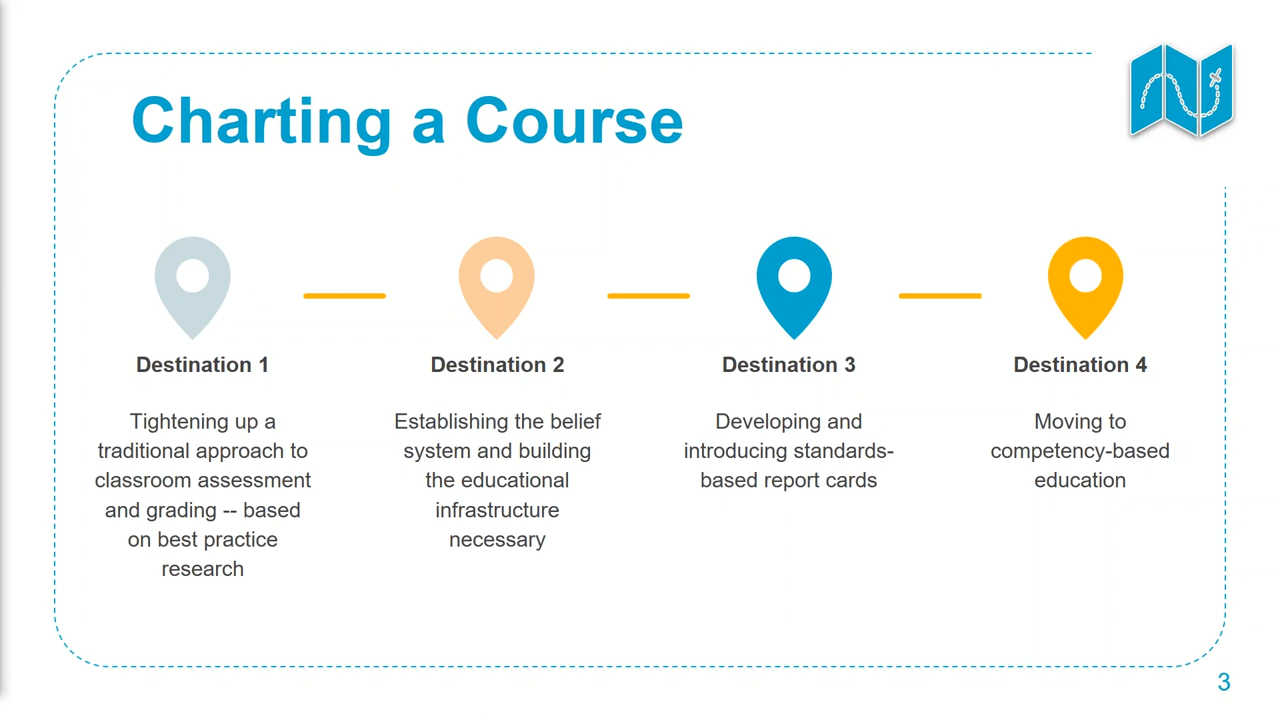 Charting a Course
Destination 1
Tightening up a
traditional approach to
classroom assessment
and grading -- based
on best practice
research
Destination 2
Establishing the belief
system and building
the educational
infrastructure
necessary
Destination 3
Developing and
introducing standards-
based report cards
Destination 4
Moving to
competency-based
education
3